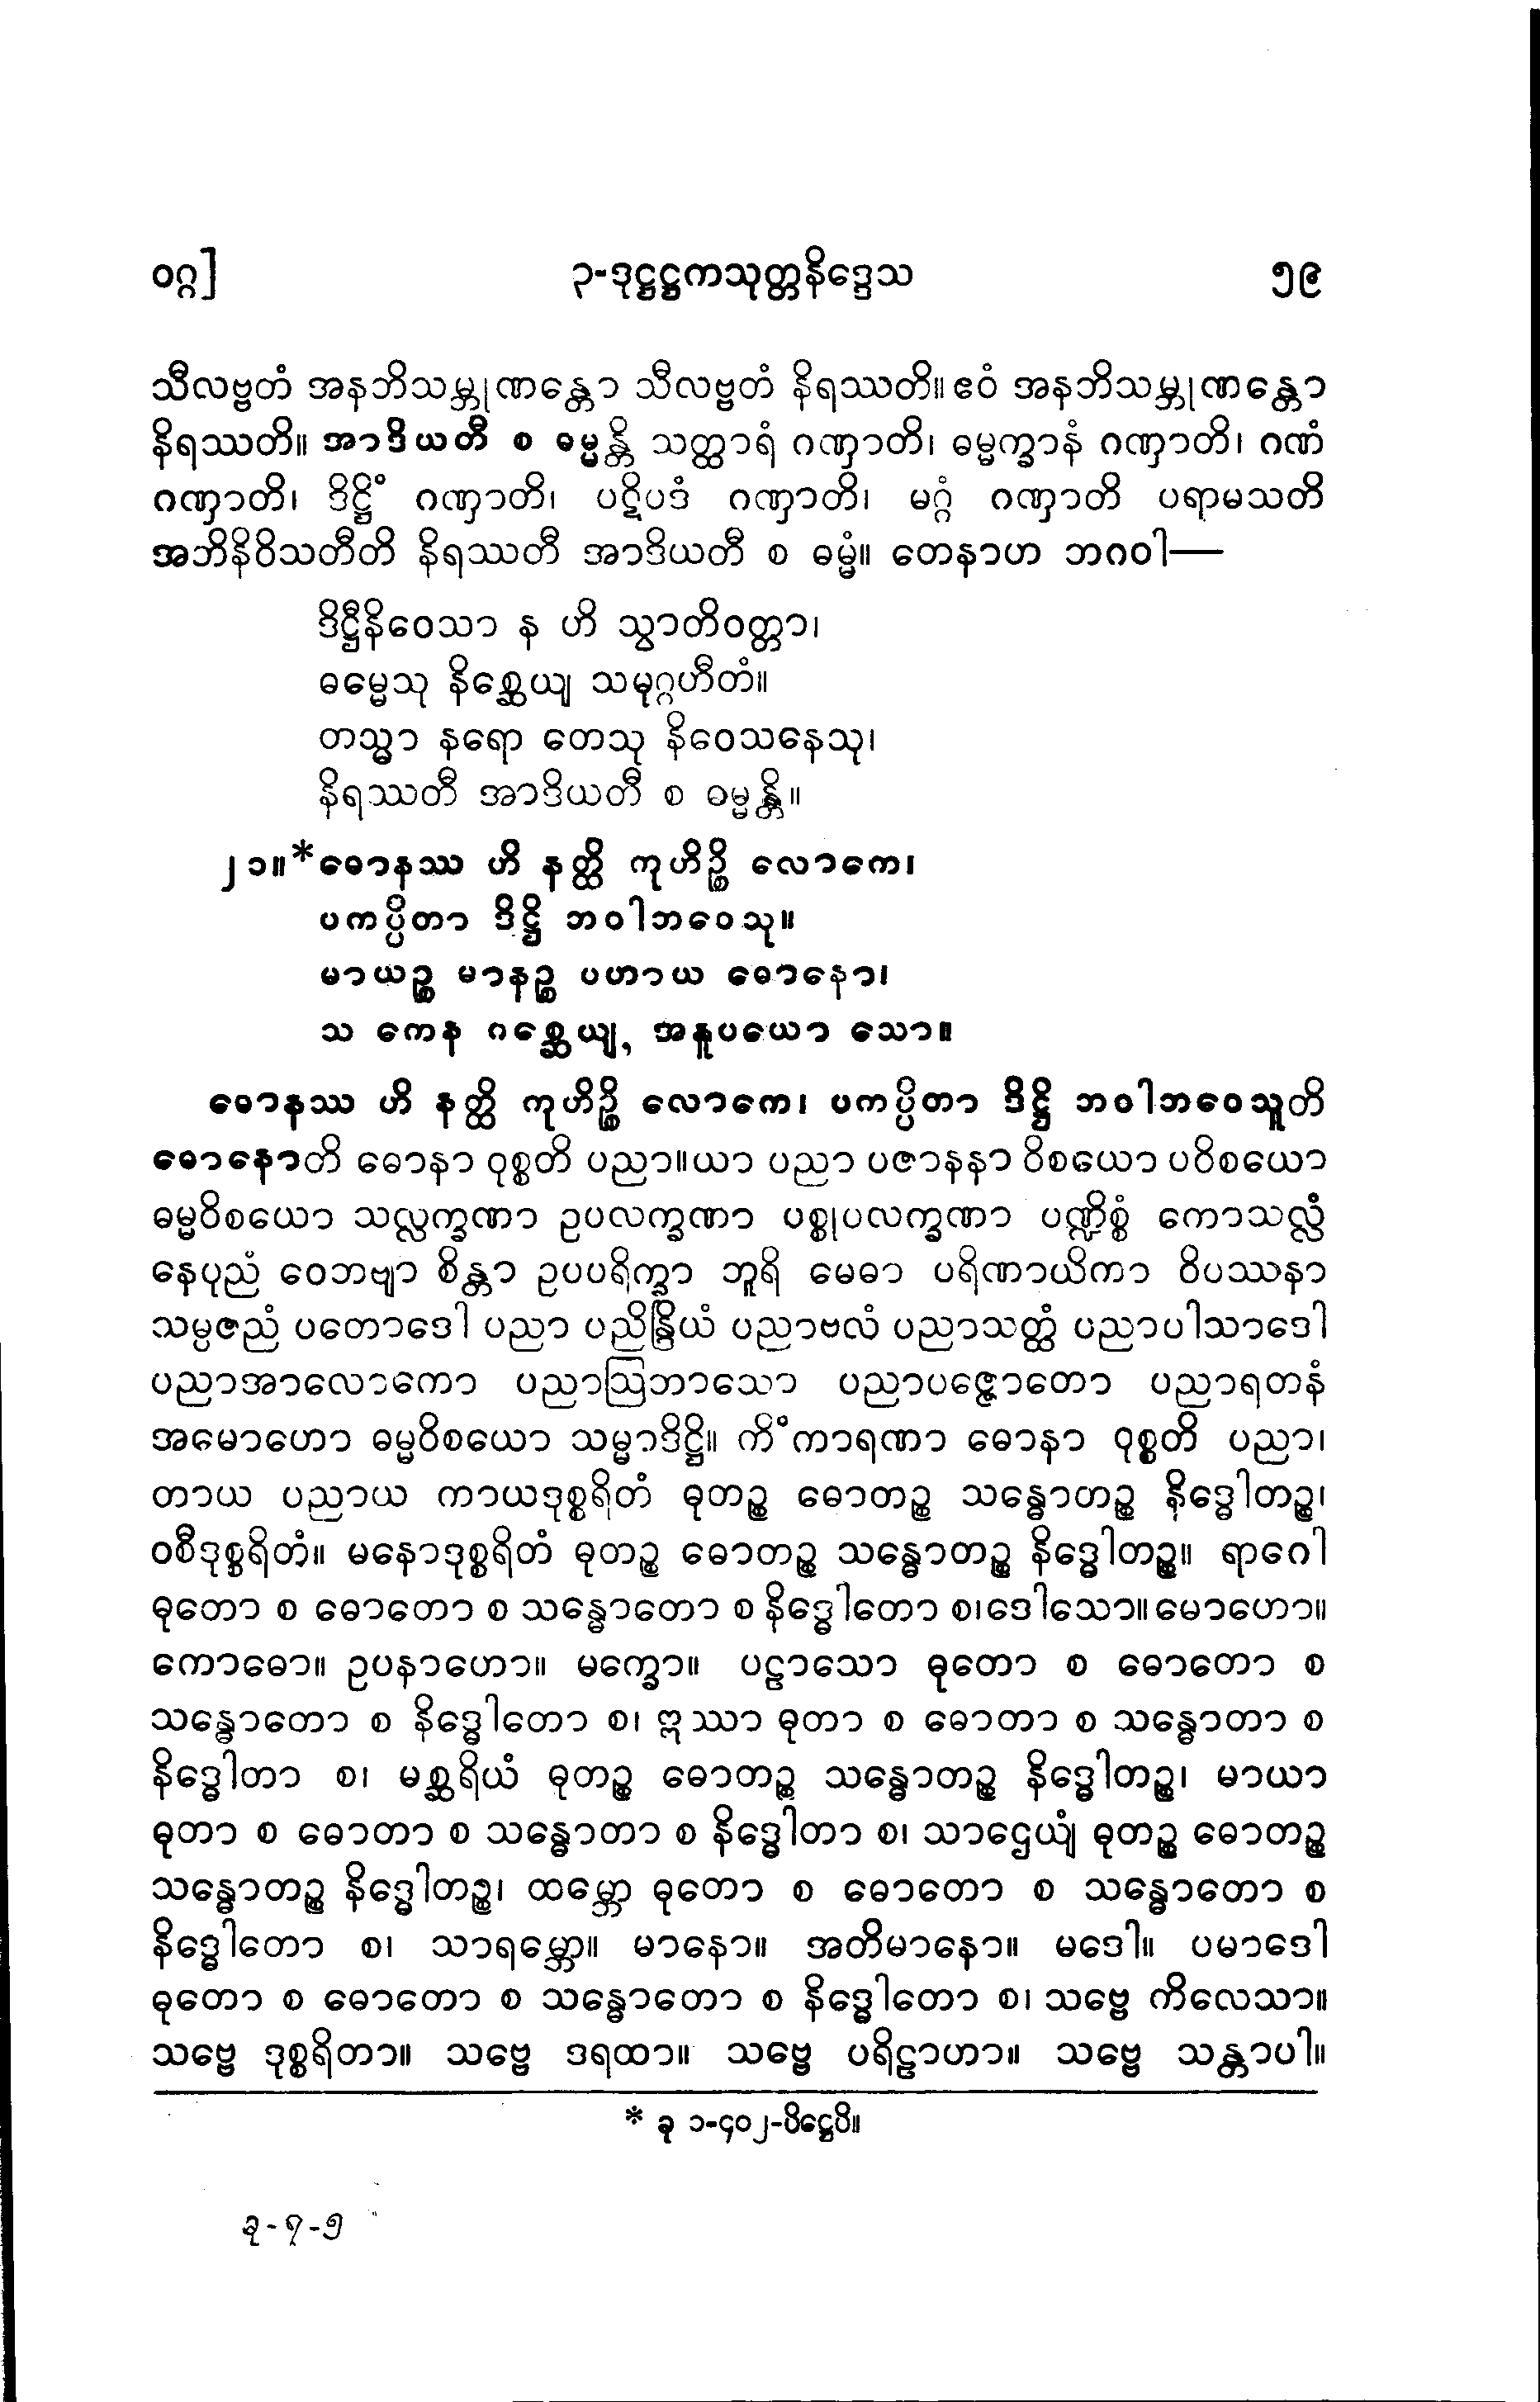 ဝဂ္ဂ] ၃-ဒုဋ္ဌဋ္ဌကသုတ္တနိဒ္ဒေသ ၅၉
သီလဗ္ဗတံ အနဘိသမ္ဘုဏန္တော သီလဗ္ဗတံ နိရဿတိ။ ဧဝံ အနဘိသမ္ဘုဏန္တော
နိရဿတိ။ အာဒိယတီ စ ဓမ္မန္တိ သတ္ထာရံ ဂဏှာတိ၊ ဓမ္မက္ခာနံ ဂဏှာတိ၊ ဂဏံ
ဂဏှာတိ၊ ဒိဋ္ဌိံ ဂဏှာတိ၊ ပဋိပဒံ ဂဏှာတိ၊ မဂ္ဂံ ဂဏှာတိ ပရာမသတိ
အဘိနိဝိသတီတိ နိရဿတီ အာဒိယတီ စ ဓမ္မံ။ တေနာဟ ဘဂဝါ—
ဒိဋ္ဌီနိဝေသာ န ဟိ သွာတိဝတ္တာ၊
ဓမ္မေသု နိစ္ဆေယျ သမုဂ္ဂဟီတံ။
တသ္မာ နရော တေသု နိဝေသနေသု၊
နိရဿတီ အာဒိယတီ စ ဓမ္မန္တိ။
၂၁။*ဓောနဿ ဟိ နတ္ထိ ကုဟိဉ္စိ လောကေ၊
ပကပ္ပိတာ ဒိဋ္ဌိ ဘဝါဘဝေသု။
မာယဉ္စ မာနဉ္စ ပဟာယ ဓောနော၊
သ ကေန ဂစ္ဆေယျ, အနူပယော သော။
ဓောနဿ ဟိ နတ္ထိ ကုဟိဉ္စိ လောကေ၊ ပကပ္ပိတာ ဒိဋ္ဌိ ဘဝါဘဝေသူတိ
ဓောနောတိ ဓောနာ ဝုစ္စတိ ပညာ။ ယာ ပညာ ပဇာနနာ ဝိစယော ပဝိစယော
ဓမ္မဝိစယော သလ္လက္ခဏာ ဥပလက္ခဏာ ပစ္စုပလက္ခဏာ ပဏ္ဍိစ္စံ ကောသလ္လံ
နေပုညံ ဝေဘဗျာ စိန္တာ ဥပပရိက္ခာ ဘူရိ မေဓာ ပရိဏာယိကာ ဝိပဿနာ
သမ္ပဇညံ ပတောဒေါ ပညာ ပညိန္ဒြိယံ ပညာဗလံ ပညာသတ္ထံ ပညာပါသာဒေါ
ပညာအာလောကော ပညာဩဘာသော ပညာပဇ္ဇောတော ပညာရတနံ
အမောဟော ဓမ္မဝိစယော သမ္မာဒိဋ္ဌိ။ ကိံကာရဏာ ဓောနာ ဝုစ္စတိ ပညာ၊
တာယ ပညာယ ကာယဒုစ္စရိတံ ဓုတဉ္စ ဓောတဉ္စ သန္ဓောတဉ္စ နိဒ္ဓေါတဉ္စ၊
ဝစီဒုစ္စရိတံ။ မနောဒုစ္စရိတံ ဓုတဉ္စ ဓောတဉ္စ သန္ဓောတဉ္စ နိဒ္ဓေါတဉ္စ။ ရာဂေါ
ဓုတော စ ဓောတော စ သန္ဓောတော စ နိဒ္ဓေါတော စ၊ ဒေါသော။ မောဟော။
ကောဓော။ ဥပနာဟော။ မက္ခော။ ပဠာသော ဓုတော စ ဓောတော စ
သန္ဓောတော စ နိဒ္ဓေါတော စ၊ ဣဿာ ဓုတာ စ ဓောတာ စ သန္ဓောတာ စ
နိဒ္ဓေါတာ စ၊ မစ္ဆရိယံ ဓုတဉ္စ ဓောတဉ္စ သန္ဓောတဉ္စ နိဒ္ဓေါတဉ္စ၊ မာယာ
ဓုတာ စ ဓောတာ စ သန္ဓောတာ စ နိဒ္ဓေါတာ စ၊ သာဌေယျံ ဓုတဉ္စ ဓောတဉ္စ
သန္ဓောတဉ္စ နိဒ္ဓေါတဉ္စ၊ ထမ္ဘော ဓုတော စ ဓောတော စ သန္ဓောတော စ
နိဒ္ဓေါတော စ၊ သာရမ္ဘော။ မာနော။ အတိမာနော။ မဒေါ။ ပမာဒေါ
ဓုတော စ ဓောတော စ သန္ဓောတော စ နိဒ္ဓေါတော စ၊ သဗ္ဗေ ကိလေသာ။
သဗ္ဗေ ဒုစ္စရိတာ။ သဗ္ဗေ ဒရထာ။ သဗ္ဗေ ပရိဠာဟာ။ သဗ္ဗေ သန္တာပါ။
* ခု ၁-၄၀၂-ပိဋ္ဌေပိ။
ခု-၇-၅